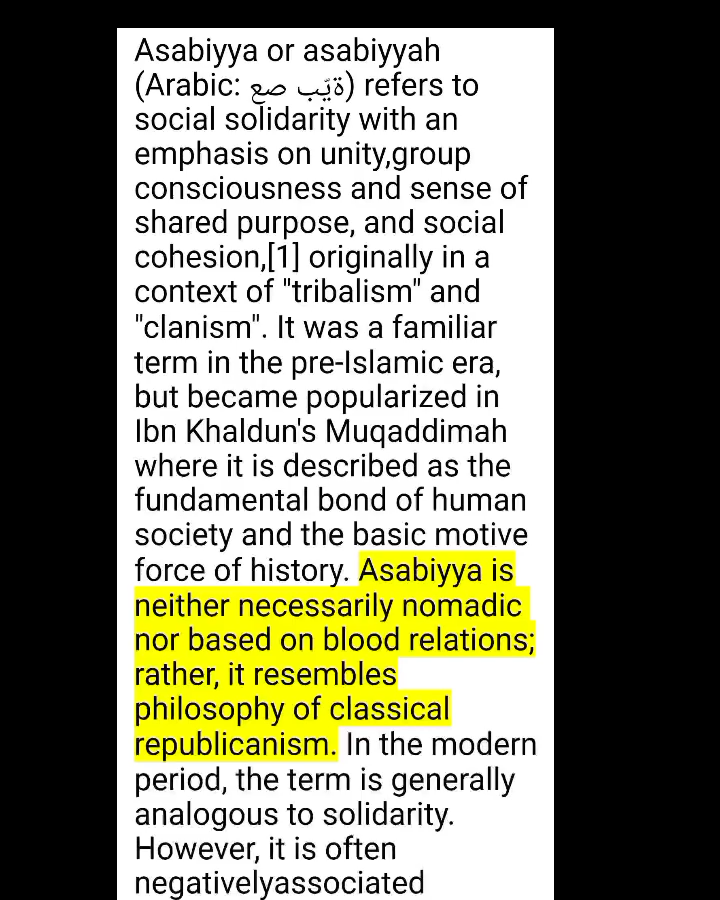 Asabiyya or asabiyyah
(Arabic: ةيَّب صع) refers to
social solidarity with an
emphasis on unity,group
consciousness and sense of
shared purpose, and social
cohesion,[1] originally in a
context of "tribalism" and
"clanism". It was a familiar
term in the pre-Islamic era,
but became popularized in
Ibn Khaldun's Muqaddimah
where it is described as the
fundamental bond of human
society and the basic motive
force of history. Asabiyya is
neither necessarily nomadic
nor based on blood relations;
rather, it resembles
philosophy of classical
republicanism. In the modern
period, the term is generally
analogous to solidarity.
However, it is often
negativelyassociated